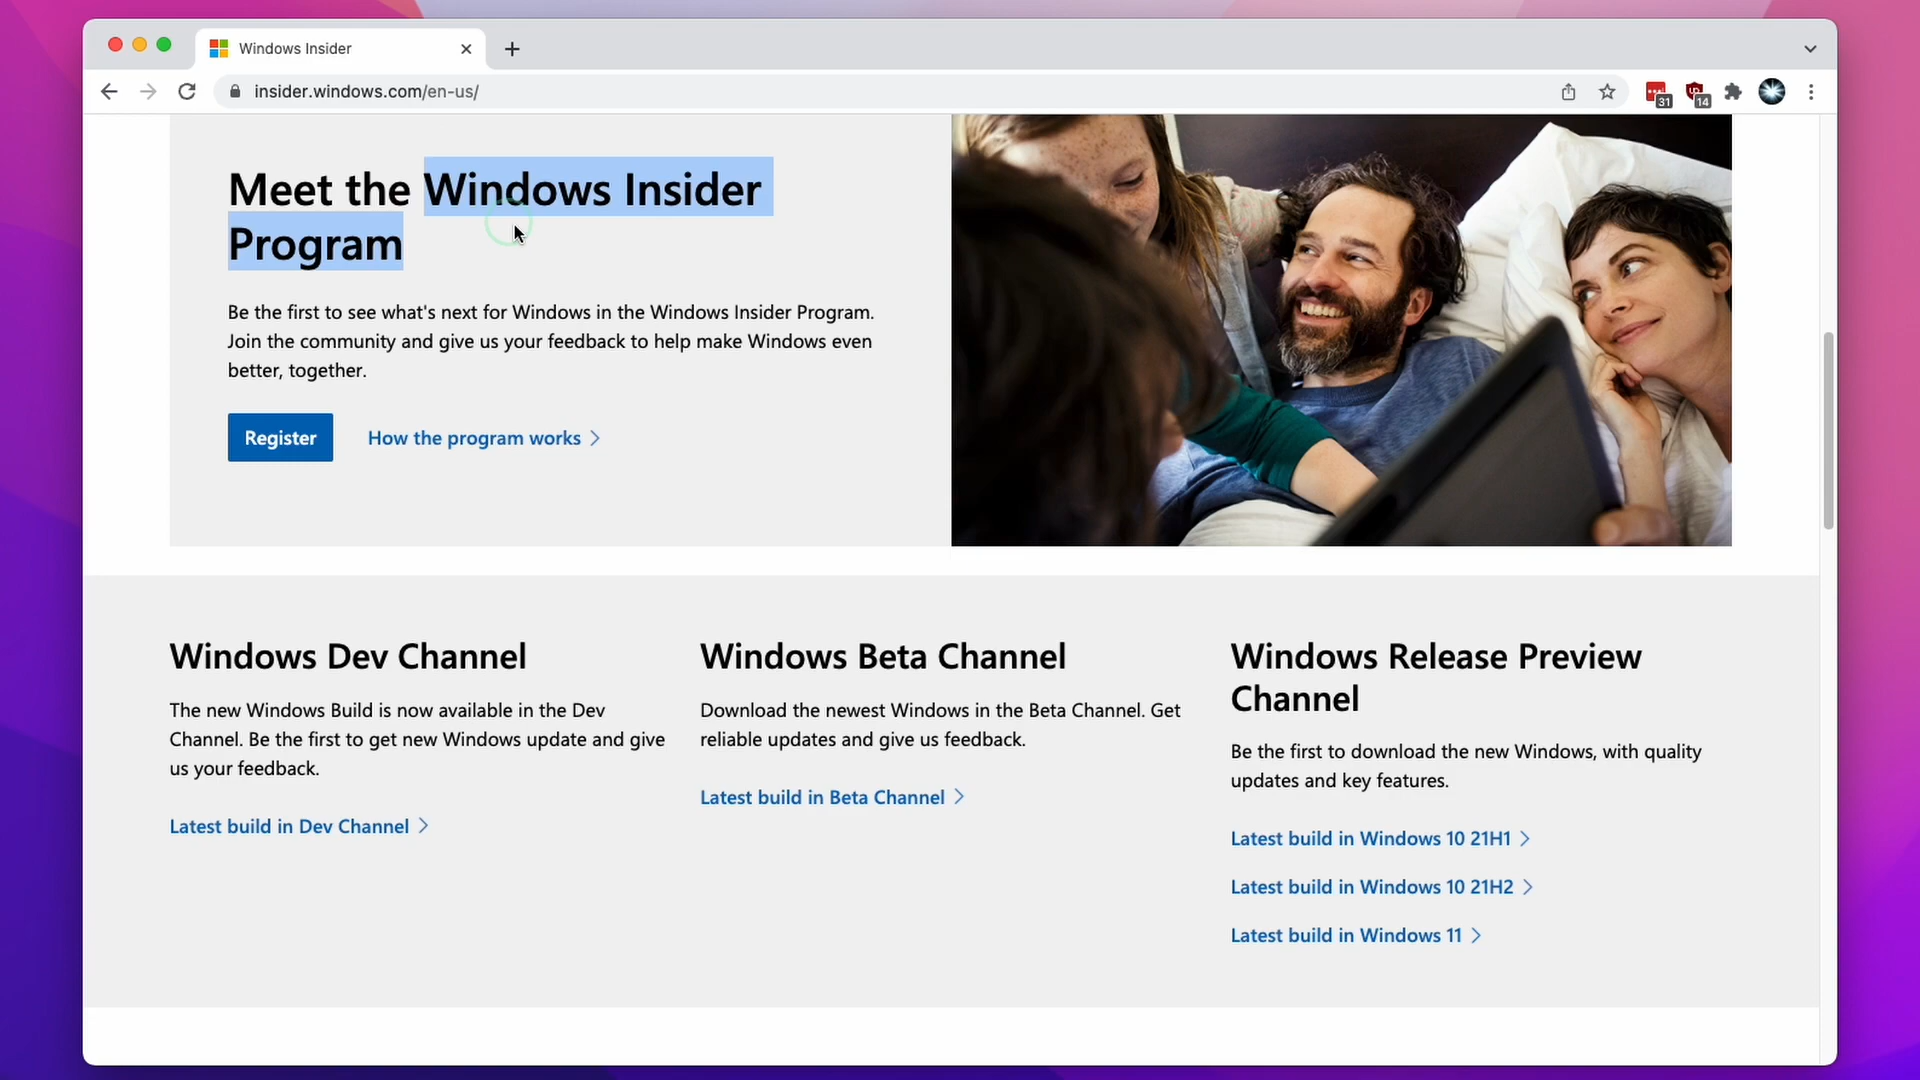 Windows Insider
insider.windows.com/en-us/
31
14
Meet the Windows Insider
Program
Be the first to see what's next for Windows in the Windows Insider Program.
Join the community and give us your feedback to help make Windows even
better, together.
Register
How the program works
Windows Dev Channel
The new Windows Build is now available in the Dev
Channel. Be the first to get new Windows update and give
us your feedback.
Latest build in Dev Channel
Windows Beta Channel
Download the newest Windows in the Beta Channel. Get
reliable updates and give us feedback.
Latest build in Beta Channel
Windows Release Preview
Channel
Be the first to download the new Windows, with quality
updates and key features.
Latest build in Windows 10 21H1
Latest build in Windows 10 21H2
Latest build in Windows 11